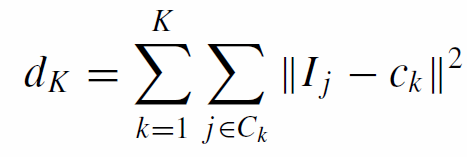 d_K = \sum_{k=1}^{K} \sum_{j \in C_k} \| I_j - c_k \|^2